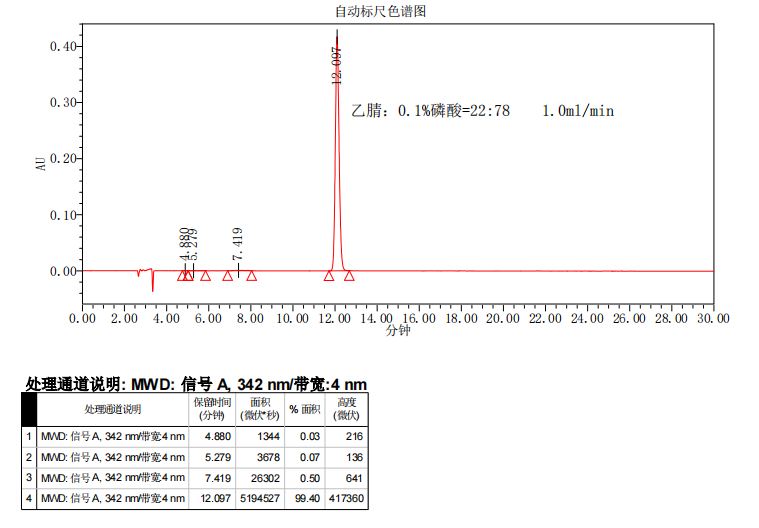 自动标尺色谱图
0.40
0.30
0.20
0.10
0.00
AU
12.097
乙腈：0.1%磷酸=22:78 1.0ml/min
4.880
5.279
7.419
0.00 2.00 4.00 6.00 8.00 10.00 12.00 14.00 16.00 18.00 20.00 22.00 24.00 26.00 28.00 30.00
分钟
处理通道说明: MWD: 信号 A, 342 nm/带宽:4 nm
处理通道说明 保留时间 (分钟) 面积 (微伏*秒) % 面积 高度 (微伏)
1 MWD: 信号 A, 342 nm/带宽:4 nm 4.880 1344 0.03 216
2 MWD: 信号 A, 342 nm/带宽:4 nm 5.279 3678 0.07 136
3 MWD: 信号 A, 342 nm/带宽:4 nm 7.419 26302 0.50 641
4 MWD: 信号 A, 342 nm/带宽:4 nm 12.097 5194527 99.40 417360